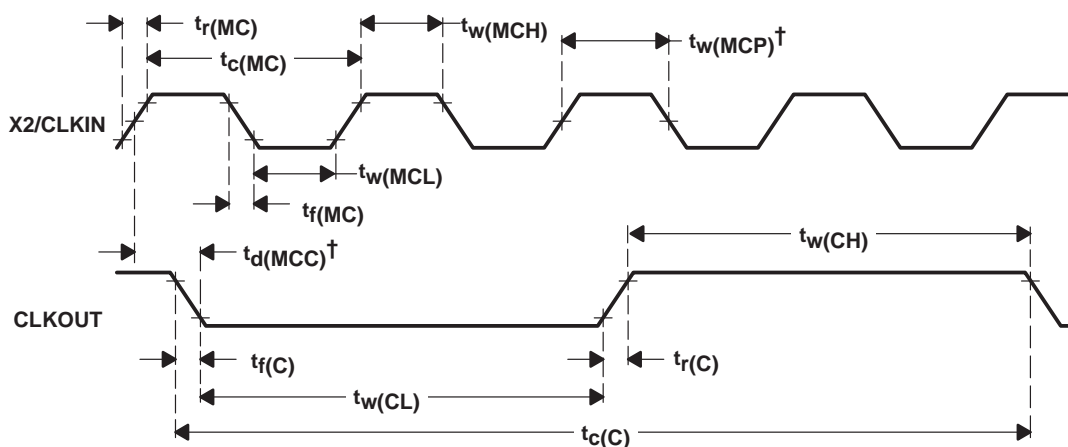 tr(MC)
tw(MCH)
tw(MCP)†
tc(MC)
X2/CLKIN
tw(MCL)
tf(MC)
tw(CH)
td(MCC)†
CLKOUT
tf(C)
tr(C)
tw(CL)
tc(C)